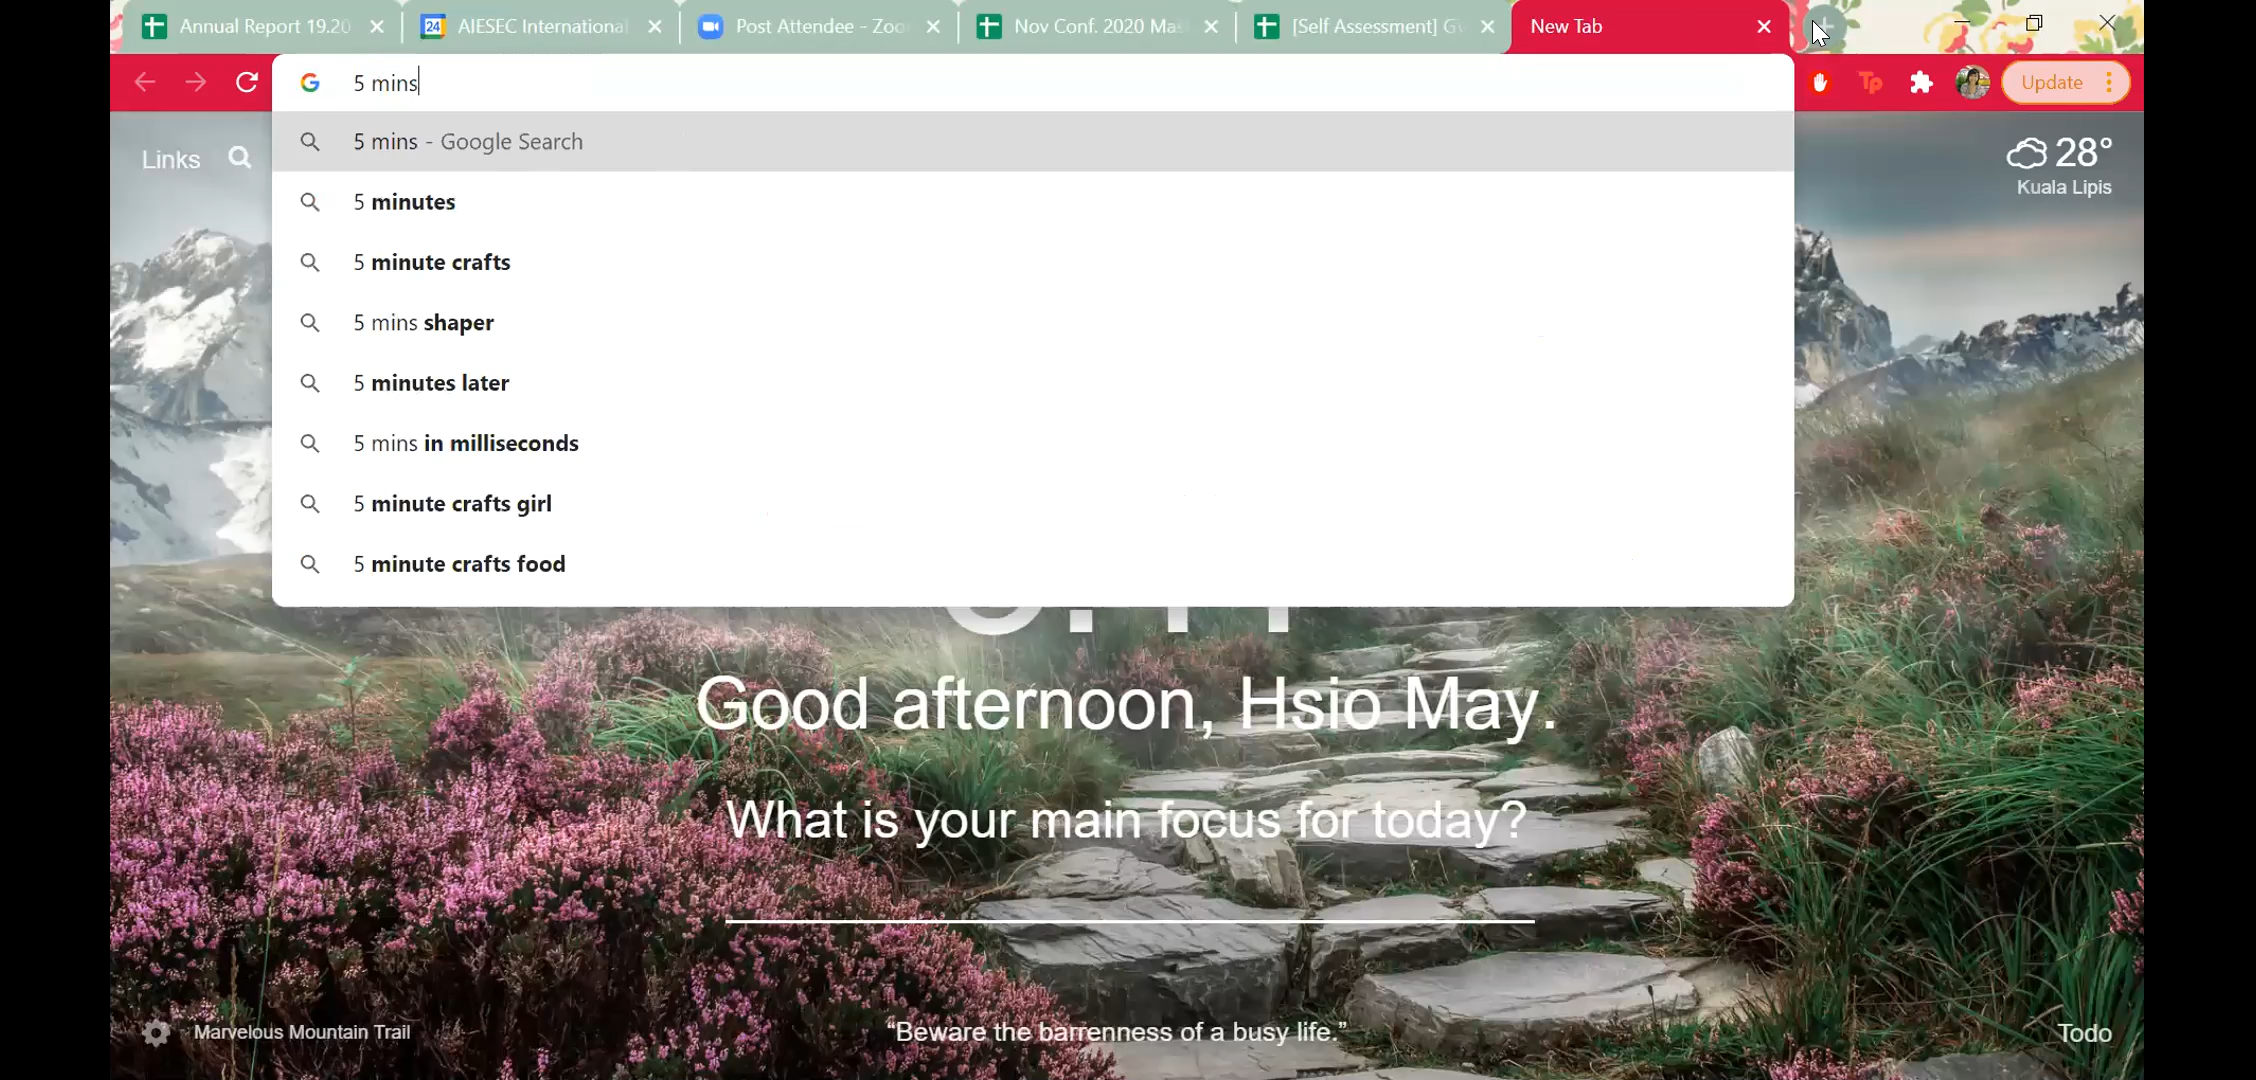 Annual Report 19.20
AIESEC International
Post Attendee - Zoo
Nov Conf. 2020 Mas
[Self Assessment] G
New Tab
5 mins
Update
Links
28°
Kuala Lipis
5 mins - Google Search
5 minutes
5 minute crafts
5 mins shaper
5 minutes later
5 mins in milliseconds
5 minute crafts girl
5 minute crafts food
Good afternoon, Hsio May.
What is your main focus for today?
Marvelous Mountain Trail
“Beware the barrenness of a busy life.”
Todo